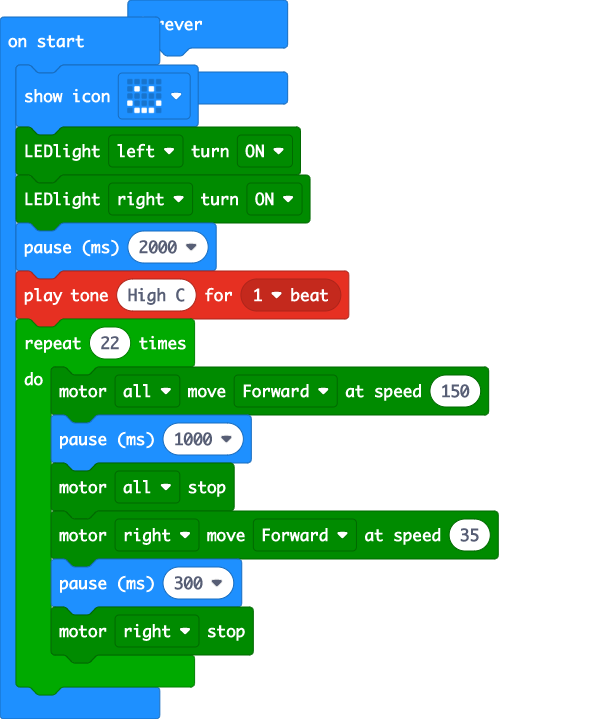 rever
on start
show icon
LEDlight left turn ON
LEDlight right turn ON
pause (ms) 2000
play tone High C for 1 beat
repeat 22 times
do
motor all move Forward at speed 150
pause (ms) 1000
motor all stop
motor right move Forward at speed 35
pause (ms) 300
motor right stop